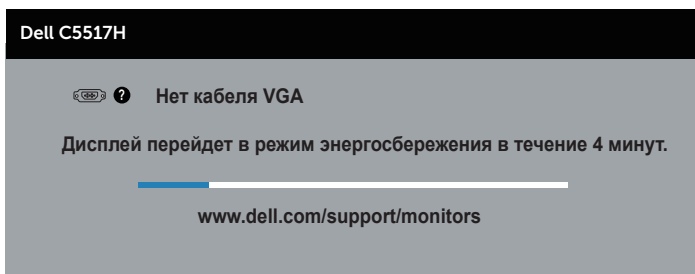 Dell C5517H
? Нет кабеля VGA
Дисплей перейдет в режим энергосбережения в течение 4 минут.
www.dell.com/support/monitors